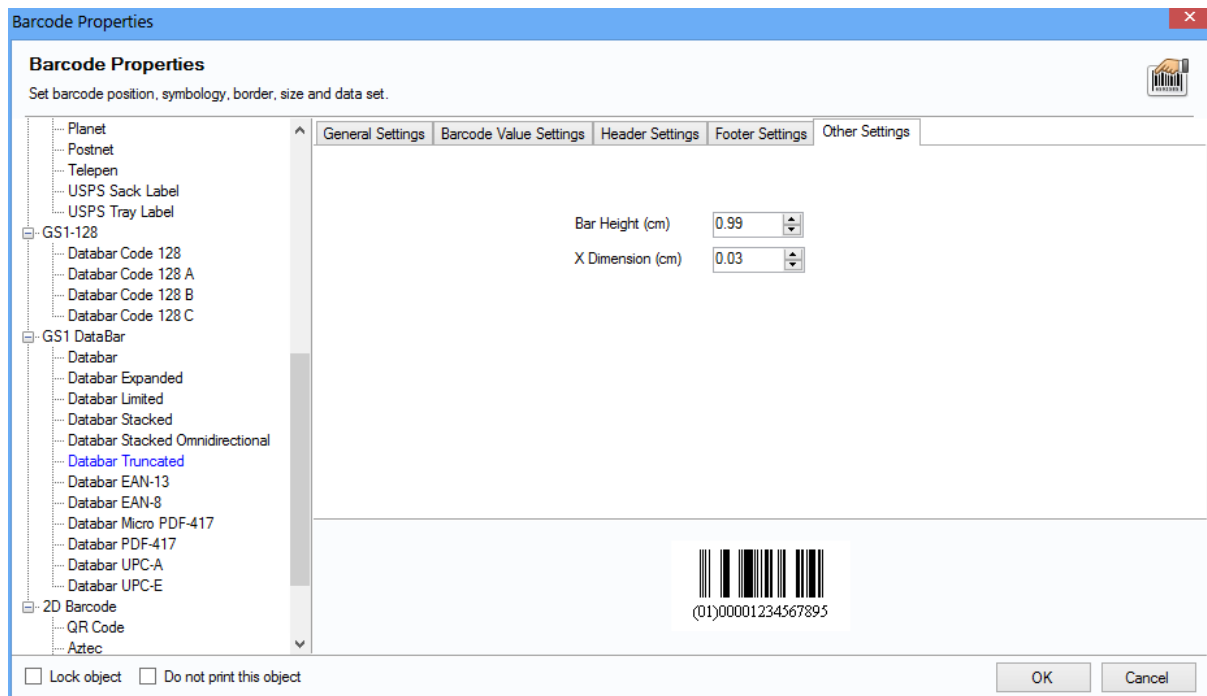 Barcode Properties
Barcode Properties
Set barcode position, symbology, border, size and data set.
Planet
Postnet
Telepen
USPS Sack Label
USPS Tray Label
GS1-128
Databar Code 128
Databar Code 128 A
Databar Code 128 B
Databar Code 128 C
GS1 DataBar
Databar
Databar Expanded
Databar Limited
Databar Stacked
Databar Stacked Omnidirectional
Databar Truncated
Databar EAN-13
Databar EAN-8
Databar Micro PDF-417
Databar PDF-417
Databar UPC-A
Databar UPC-E
2D Barcode
QR Code
Aztec
General Settings Barcode Value Settings Header Settings Footer Settings Other Settings
Bar Height (cm) 0.99
X Dimension (cm) 0.03
(01)00001234567895
Lock object Do not print this object OK Cancel